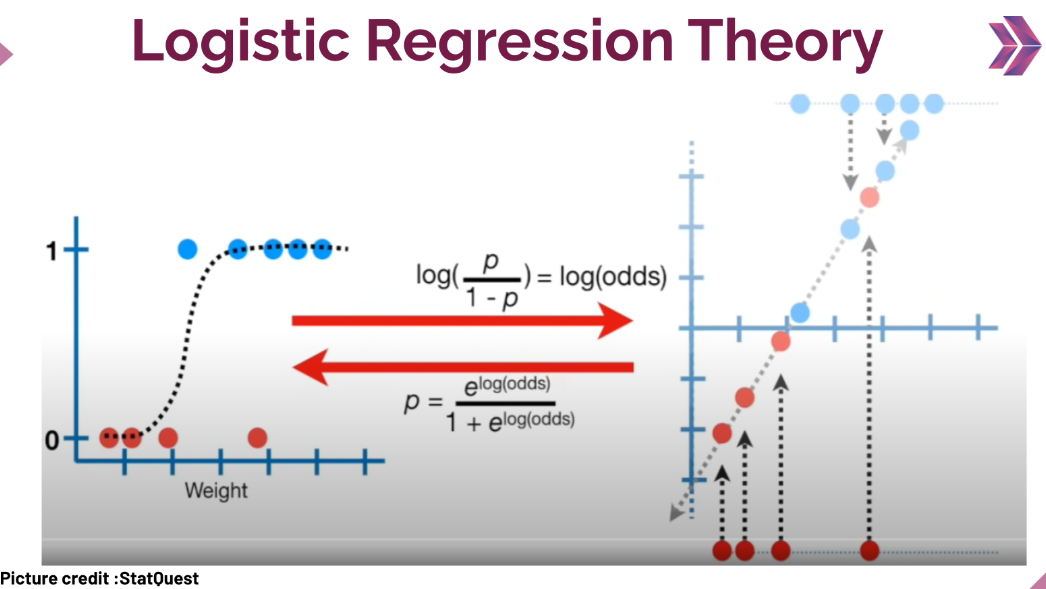 Logistic Regression Theory
1
0
Weight
log(p / 1 - p) = log(odds)
p = e^log(odds) / 1 + e^log(odds)
Picture credit :StatQuest